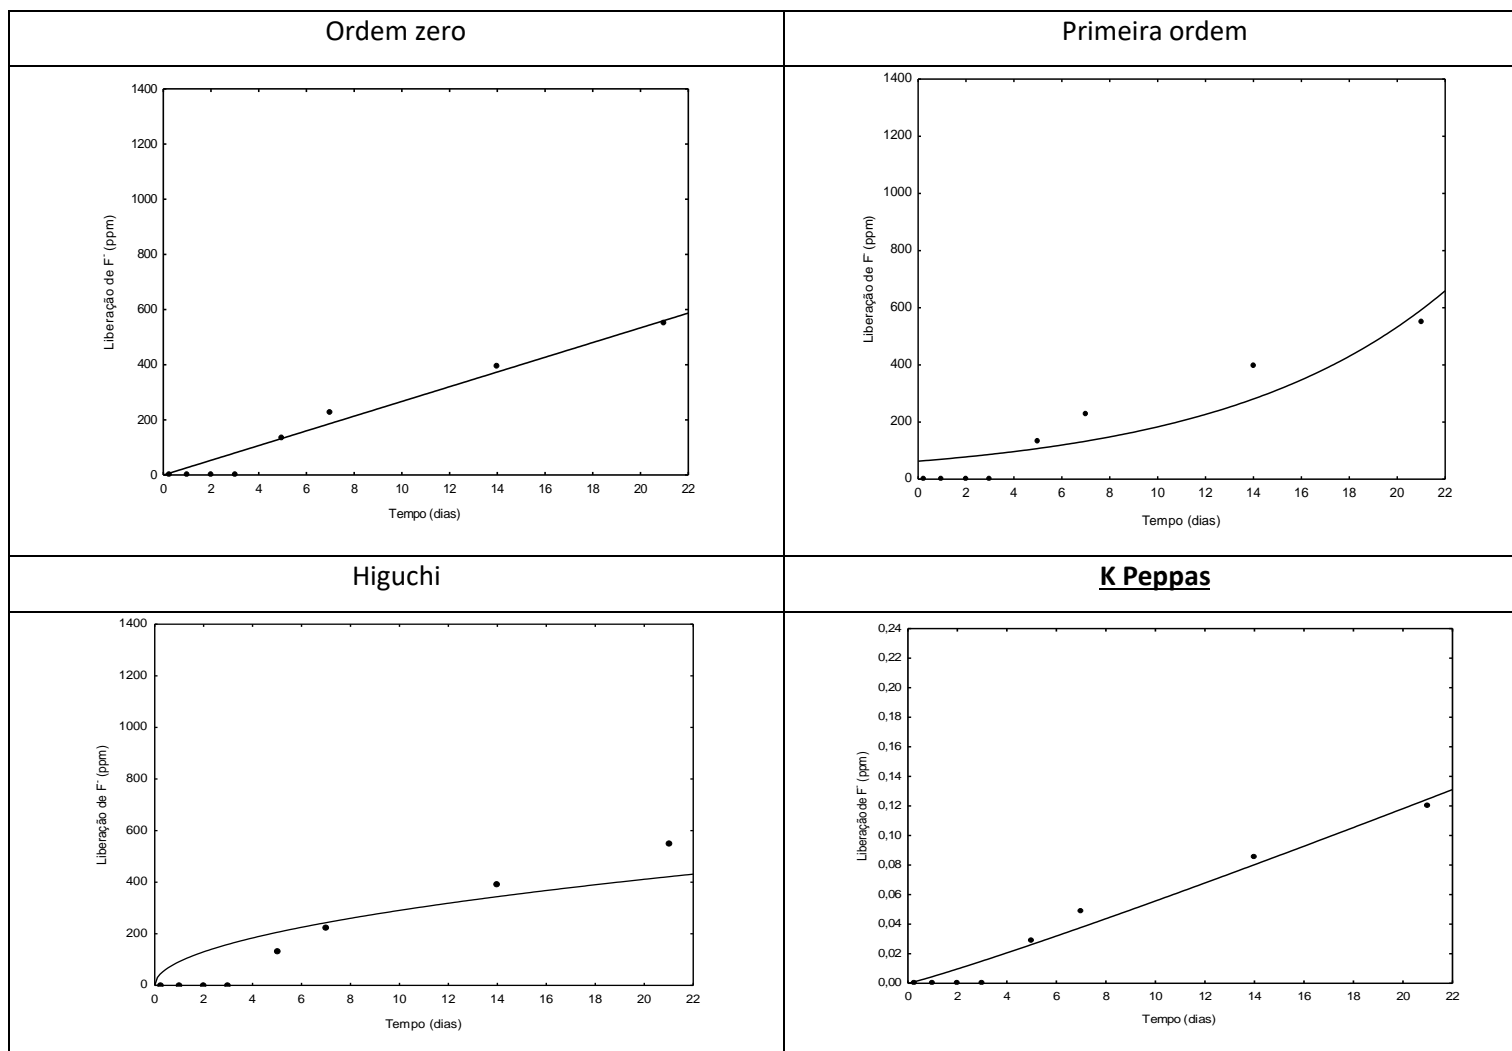 Ordem zero
Primeira ordem
1400
1200
1000
800
600
400
200
0
0 2 4 6 8 10 12 14 16 18 20 22
Liberação de F⁻ (ppm)
Tempo (dias)
1400
1200
1000
800
600
400
200
0
0 2 4 6 8 10 12 14 16 18 20 22
Liberação de F⁻ (ppm)
Tempo (dias)
Higuchi
K Peppas
1400
1200
1000
800
600
400
200
0
0 2 4 6 8 10 12 14 16 18 20 22
Liberação de F⁻ (ppm)
Tempo (dias)
0,24
0,22
0,20
0,18
0,16
0,14
0,12
0,10
0,08
0,06
0,04
0,02
0,00
0 2 4 6 8 10 12 14 16 18 20 22
Liberação de F⁻ (ppm)
Tempo (dias)